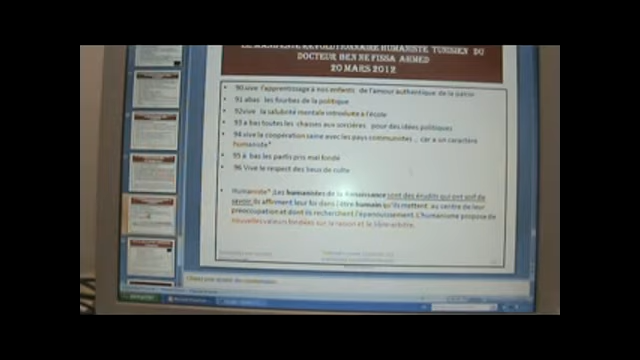 LE MANIFESTE REVOLUTIONNAIRE HUMANISTE TUNISIEN DU
DOCTEUR BEN NEFISSA AHMED
20 MARS 2012
90 vive l'apprentissage à nos enfants de l'amour authentique de la patrie
91 abas les fourbes de la politique
92 vive la salubrité mentale introduite à l'école
93 a bas toutes les chasses aux sorcières pour des idées politiques
94 vive la coopération saine avec les pays communistes , car a un caractère
humaniste*
95 à bas les partis pris mal fondé
96 Vive le respect des lieux de culte
Humaniste* :Les humanistes de la Renaissance sont des érudits qui ont soif de
savoir. Ils affirment leur foi dans l'être humain qu'ils mettent au centre de leur
préoccupation et dont ils recherchent l'épanouissement. L'humanisme propose de
nouvelles valeurs fondées sur la raison et le libre arbitre.